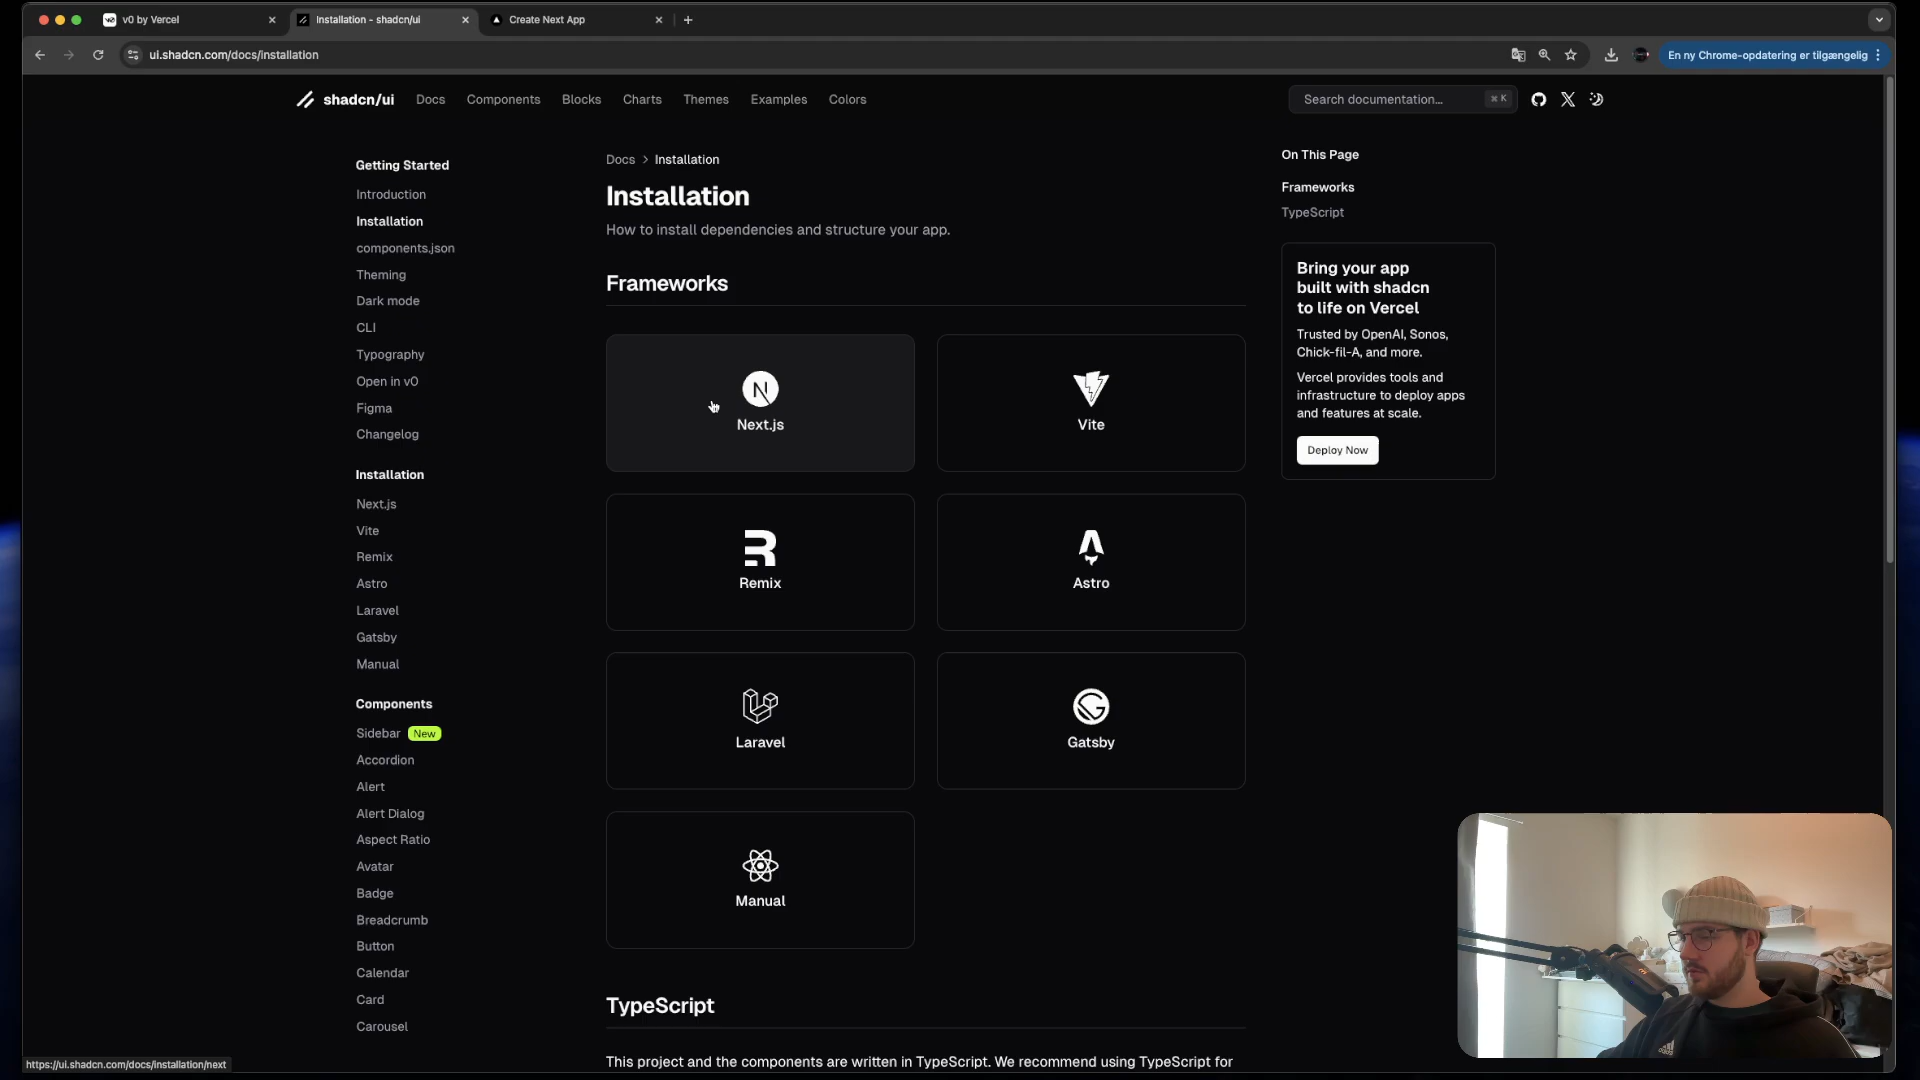 v0 by Vercel
Installation - shadcn/ui
Create Next App
ui.shadcn.com/docs/installation
En ny Chrome-opdatering er tilgængelig
shadcn/ui
Docs
Components
Blocks
Charts
Themes
Examples
Colors
Search documentation...
⌘ K
Getting Started
Introduction
Installation
components.json
Theming
Dark mode
CLI
Typography
Open in v0
Figma
Changelog
Installation
Next.js
Vite
Remix
Astro
Laravel
Gatsby
Manual
Components
Sidebar New
Accordion
Alert
Alert Dialog
Aspect Ratio
Avatar
Badge
Breadcrumb
Button
Calendar
Card
Carousel
Docs > Installation
Installation
How to install dependencies and structure your app.
Frameworks
Next.js
Vite
Remix
Astro
Laravel
Gatsby
Manual
TypeScript
This project and the components are written in TypeScript. We recommend using TypeScript for
On This Page
Frameworks
TypeScript
Bring your app
built with shadcn
to life on Vercel
Trusted by OpenAI, Sonos,
Chick-fil-A, and more.
Vercel provides tools and
infrastructure to deploy apps
and features at scale.
Deploy Now
https://ui.shadcn.com/docs/installation/next